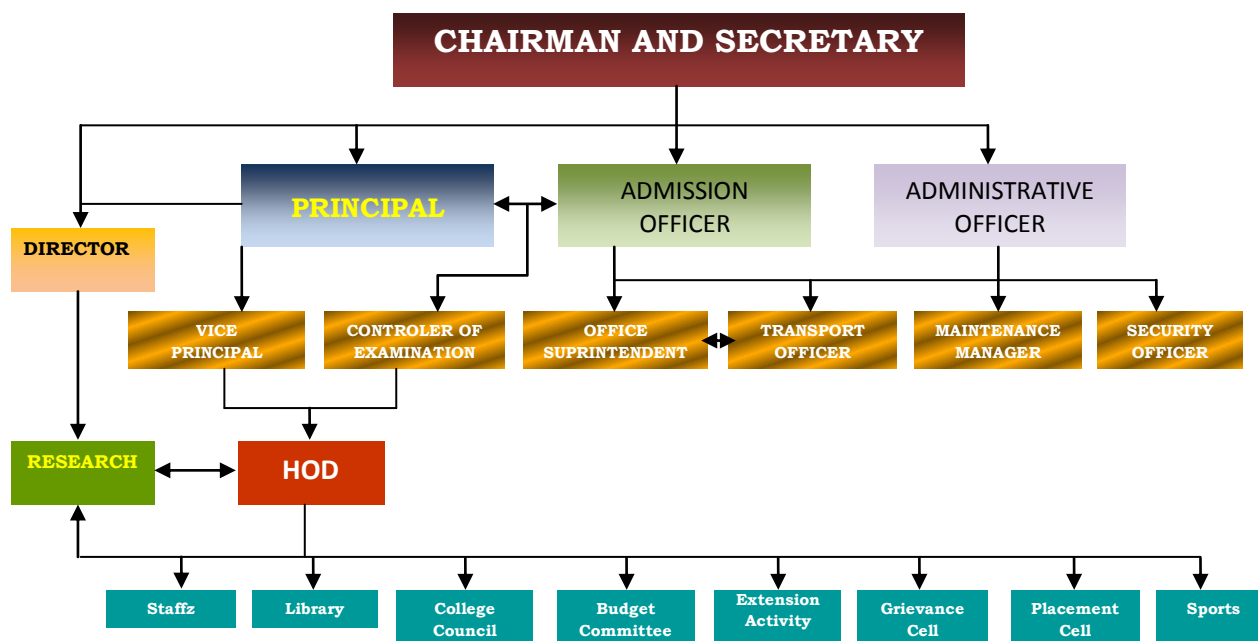 CHAIRMAN AND SECRETARY
PRINCIPAL
ADMISSION
OFFICER
ADMINISTRATIVE
OFFICER
DIRECTOR
VICE
PRINCIPAL
CONTROLER OF
EXAMINATION
OFFICE
SUPRINTENDENT
TRANSPORT
OFFICER
MAINTENANCE
MANAGER
SECURITY
OFFICER
RESEARCH
HOD
Staffz
Library
College
Council
Budget
Committee
Extension
Activity
Grievance
Cell
Placement
Cell
Sports